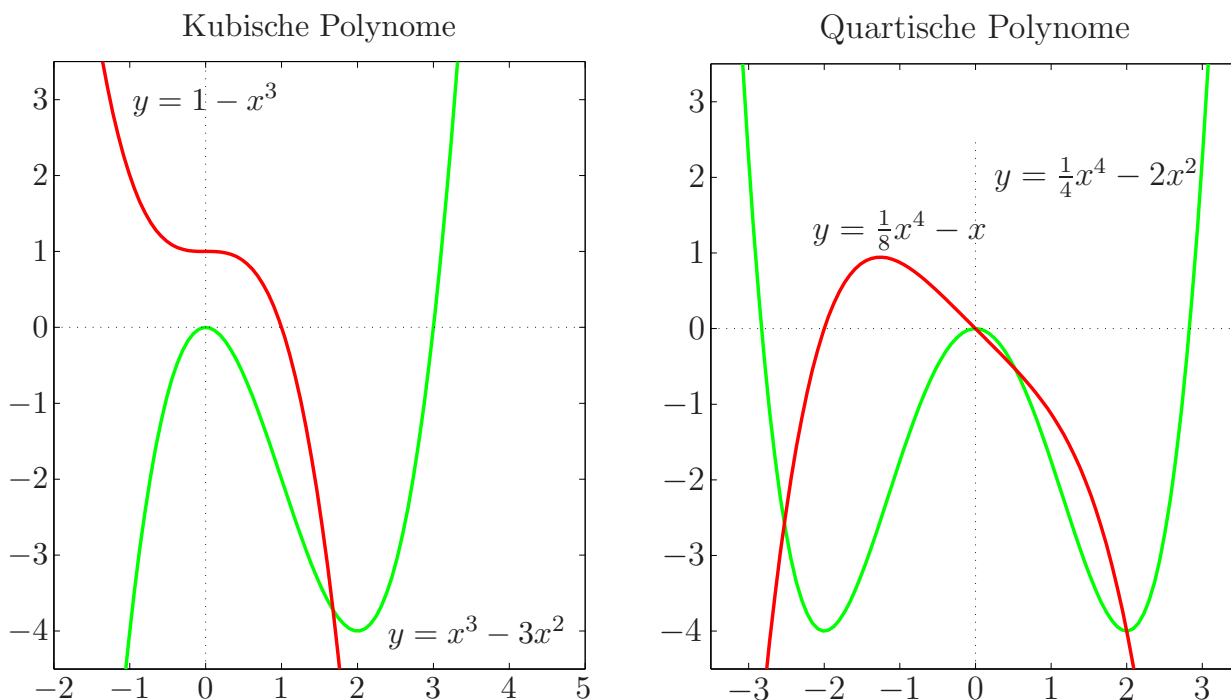 Kubische Polynome
3
2
1
0
−1
−2
−3
−4
−2 −1 0 1 2 3 4 5
y = 1 − x³
y = x³ − 3x²
Quartische Polynome
3
2
1
0
−1
−2
−3
−4
−3 −2 −1 0 1 2 3
y = ¼x⁴ − 2x²
y = ⅛x⁴ − x